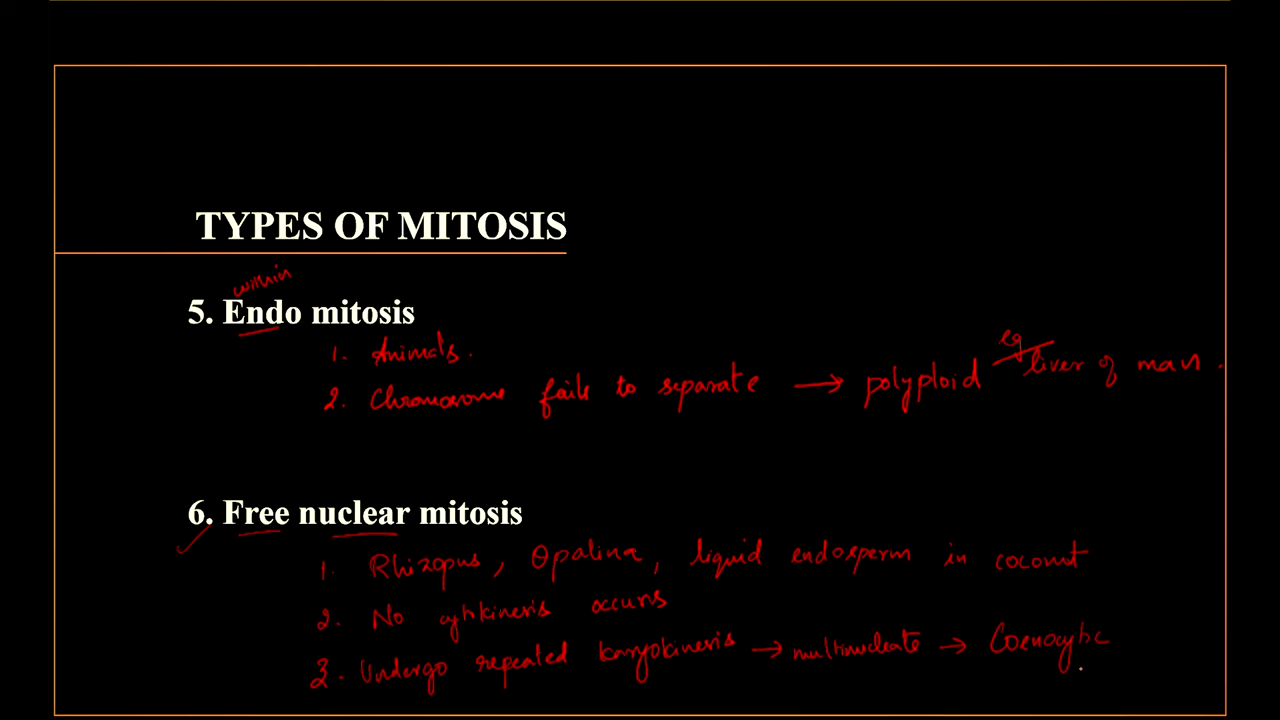 TYPES OF MITOSIS
within
5. Endo mitosis
1. Animals.
2. Chromosome fails to separate → polyploid eg liver of man.
6. Free nuclear mitosis
1. Rhizopus, Opalina, liquid endosperm in coconut
2. No cytokinesis occurs
3. Undergo repeated karyokinesis → multinucleate → Coenocytic